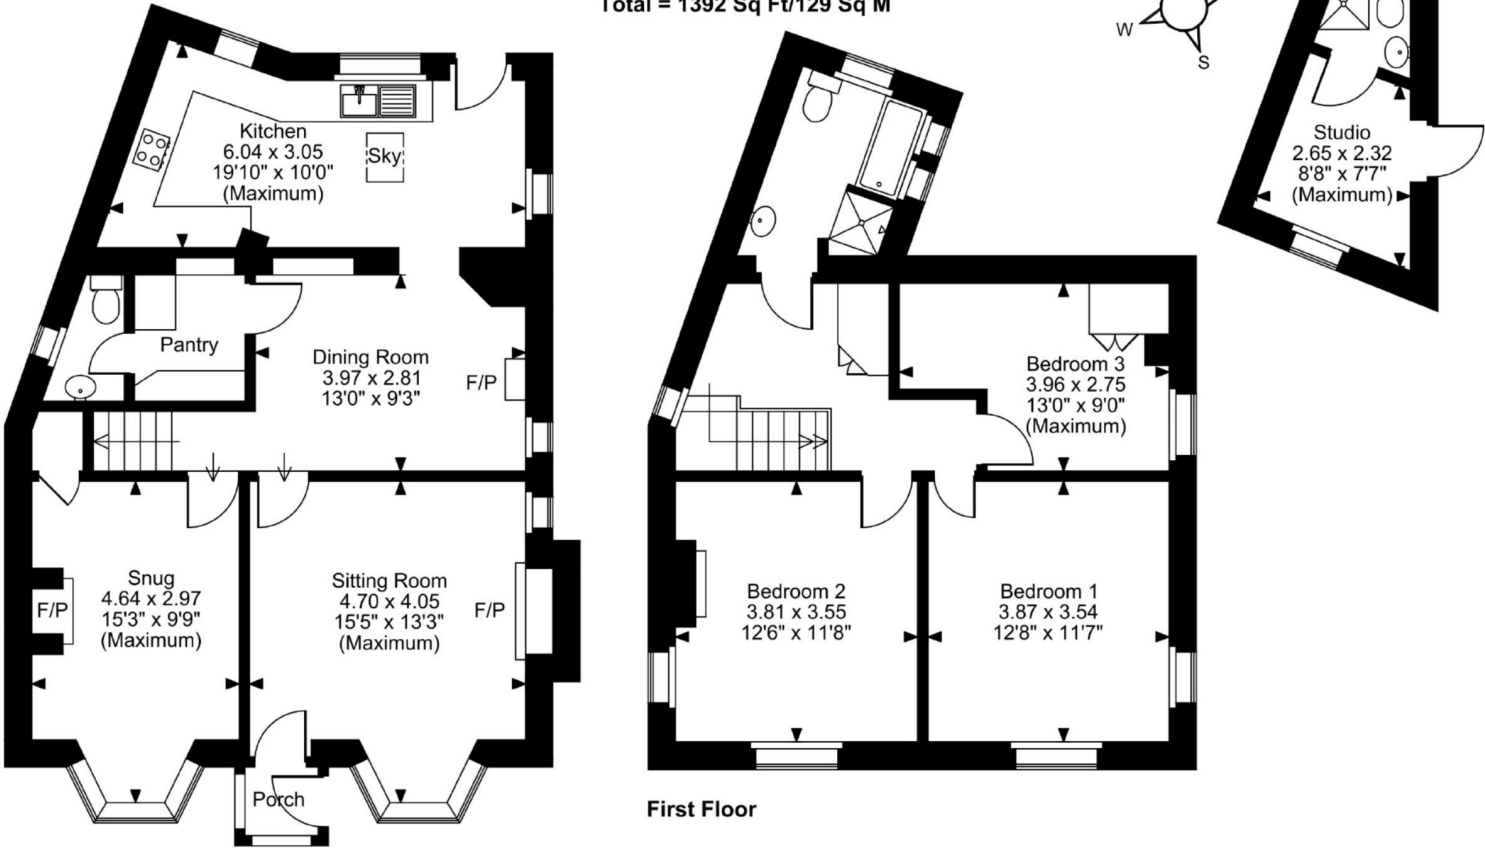 Total = 1392 Sq Ft/129 Sq M
W
S
Kitchen
6.04 x 3.05
19'10" x 10'0"
(Maximum)
Sky
Studio
2.65 x 2.32
8'8" x 7'7"
(Maximum)
Pantry
Dining Room
3.97 x 2.81
13'0" x 9'3"
F/P
Bedroom 3
3.96 x 2.75
13'0" x 9'0"
(Maximum)
Snug
4.64 x 2.97
15'3" x 9'9"
(Maximum)
F/P
Sitting Room
4.70 x 4.05
15'5" x 13'3"
(Maximum)
F/P
Bedroom 2
3.81 x 3.55
12'6" x 11'8"
Bedroom 1
3.87 x 3.54
12'8" x 11'7"
Porch
First Floor